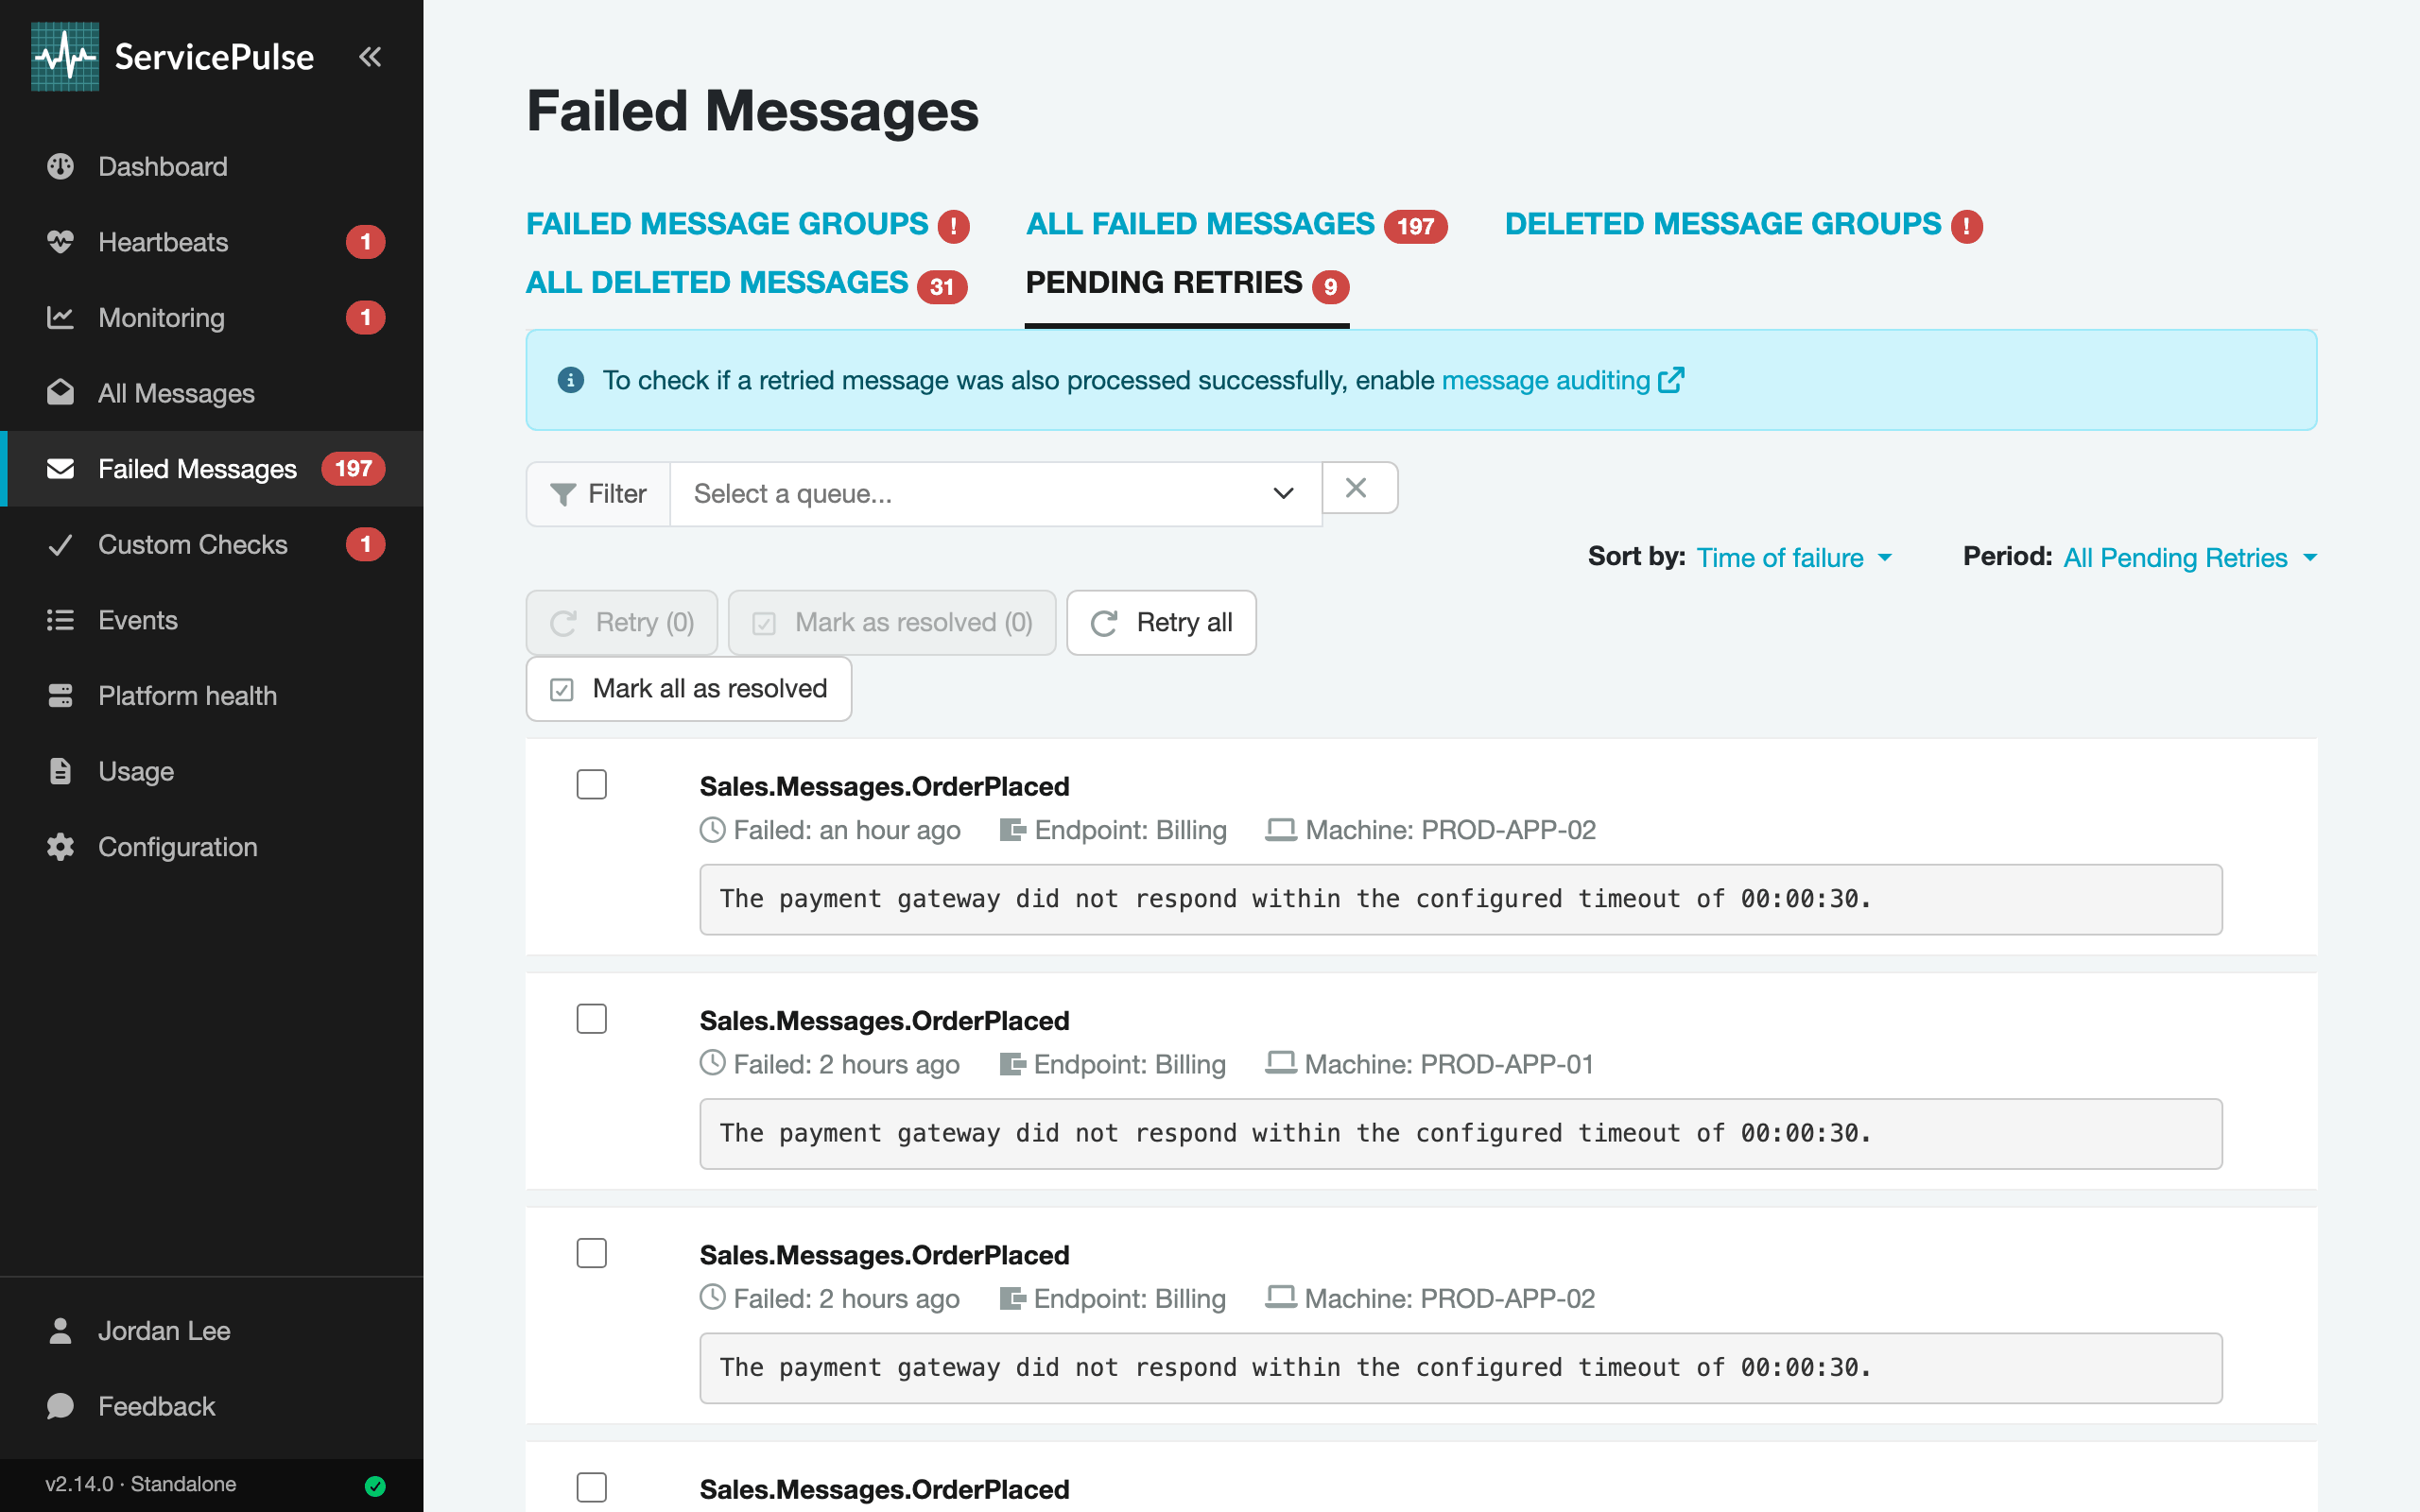 ServicePulse
Dashboard
Heartbeats 1
Monitoring 1
All Messages
Failed Messages 197
Custom Checks 1
Events
Platform health
Usage
Configuration
Jordan Lee
Feedback
v2.14.0 · Standalone
Failed Messages
FAILED MESSAGE GROUPS ! ALL FAILED MESSAGES 197 DELETED MESSAGE GROUPS !
ALL DELETED MESSAGES 31 PENDING RETRIES 9
To check if a retried message was also processed successfully, enable message auditing
Filter Select a queue...
Sort by: Time of failure Period: All Pending Retries
Retry (0) Mark as resolved (0) Retry all
Mark all as resolved
Sales.Messages.OrderPlaced
Failed: an hour ago Endpoint: Billing Machine: PROD-APP-02
The payment gateway did not respond within the configured timeout of 00:00:30.
Sales.Messages.OrderPlaced
Failed: 2 hours ago Endpoint: Billing Machine: PROD-APP-01
The payment gateway did not respond within the configured timeout of 00:00:30.
Sales.Messages.OrderPlaced
Failed: 2 hours ago Endpoint: Billing Machine: PROD-APP-02
The payment gateway did not respond within the configured timeout of 00:00:30.
Sales.Messages.OrderPlaced